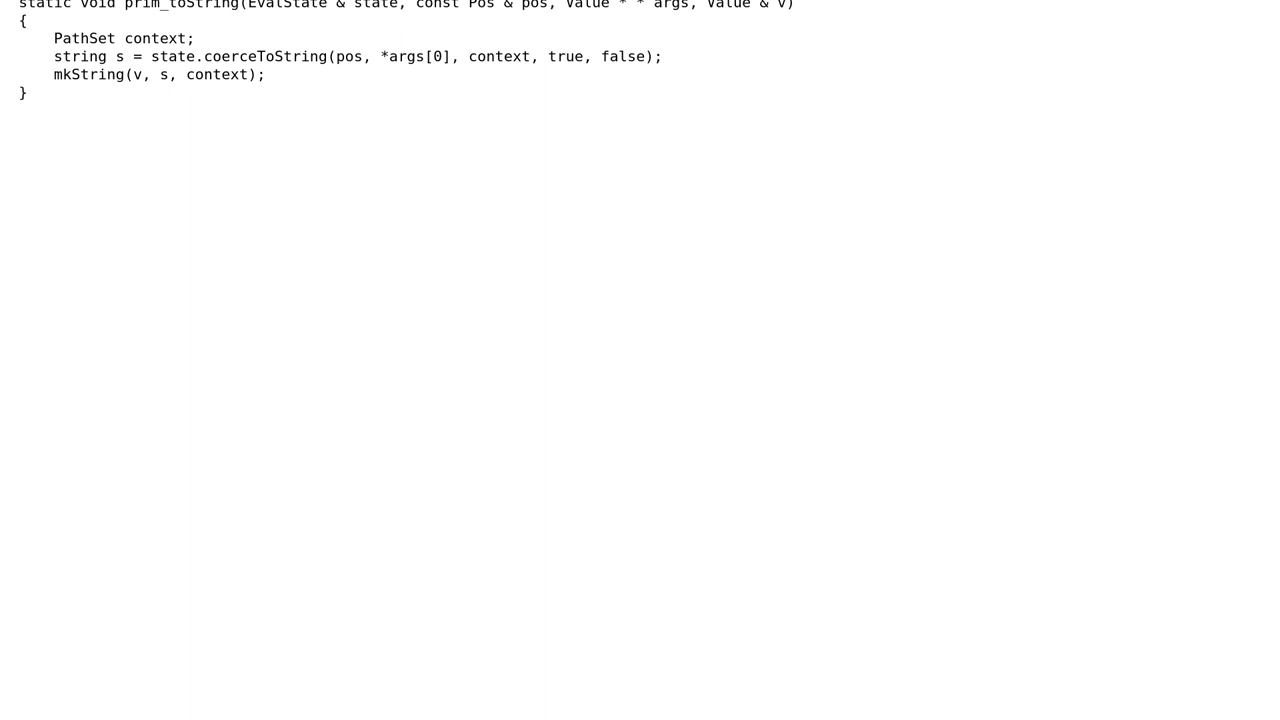 static void prim_toString(EvalState & state, const Pos & pos, Value * * args, Value & v)
{
    PathSet context;
    string s = state.coerceToString(pos, *args[0], context, true, false);
    mkString(v, s, context);
}